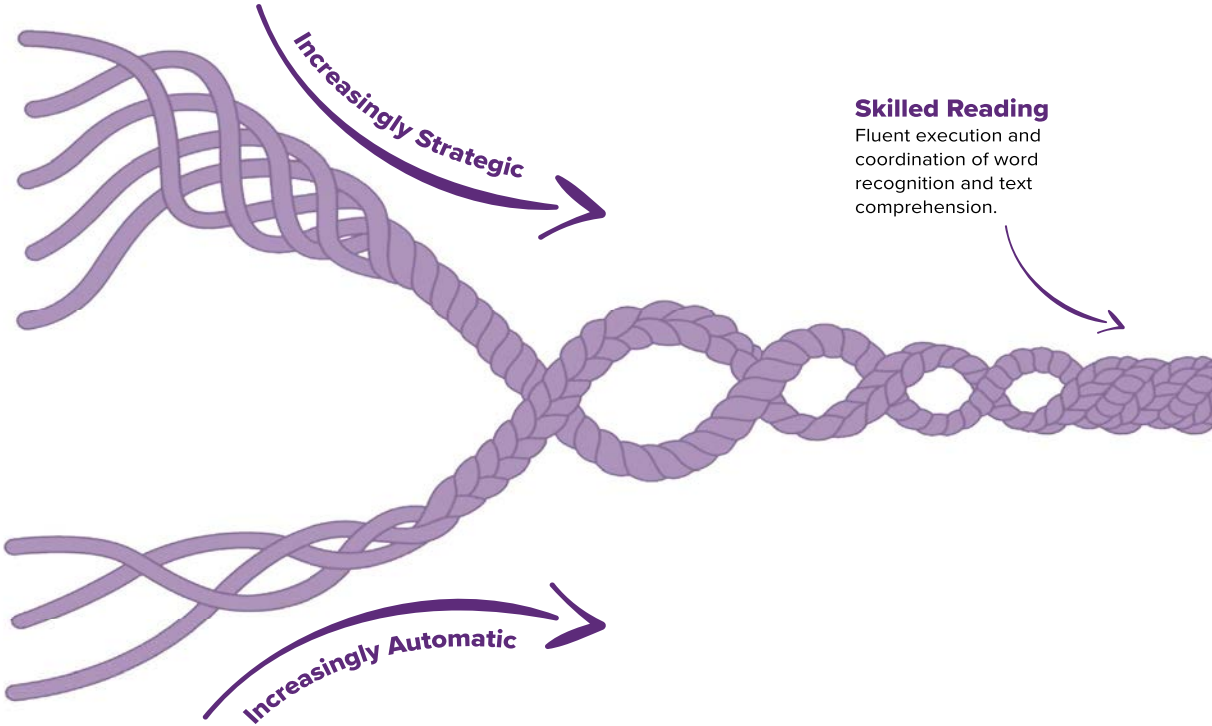 Increasingly Strategic
Skilled Reading
Fluent execution and
coordination of word
recognition and text
comprehension.
Increasingly Automatic